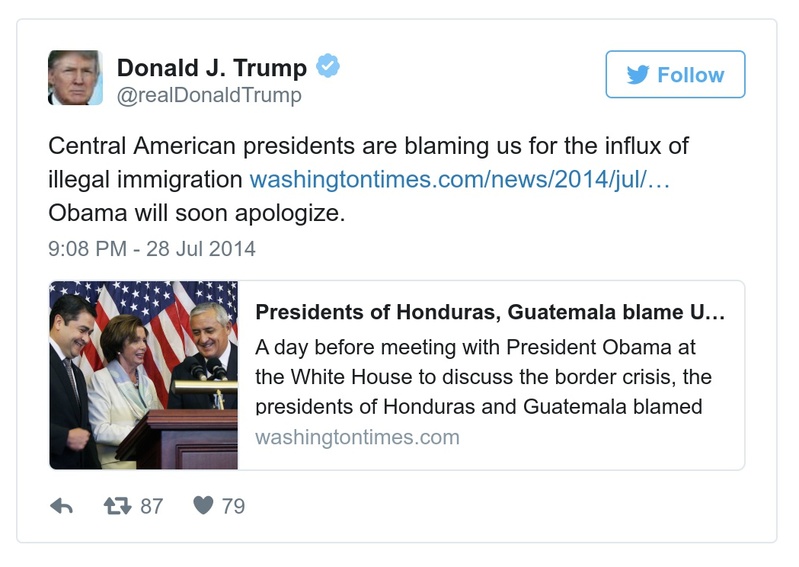 Donald J. Trump
@realDonaldTrump
Follow
Central American presidents are blaming us for the influx of
illegal immigration washingtontimes.com/news/2014/jul/…
Obama will soon apologize.
9:08 PM - 28 Jul 2014
Presidents of Honduras, Guatemala blame U…
A day before meeting with President Obama at
the White House to discuss the border crisis, the
presidents of Honduras and Guatemala blamed
washingtontimes.com
87
79